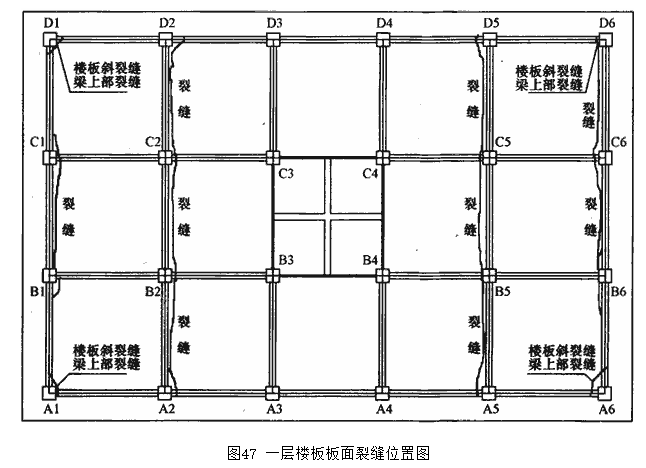 D1 D2 D3 D4 D5 D6
楼板斜裂缝
梁上部裂缝
裂缝
裂缝
楼板斜裂缝
梁上部裂缝
裂缝
C1 C2 C3 C4 C5 C6
裂缝
裂缝
裂缝
裂缝
B1 B2 B3 B4 B5 B6
裂缝
裂缝
楼板斜裂缝
梁上部裂缝
楼板斜裂缝
梁上部裂缝
A1 A2 A3 A4 A5 A6
图47 一层楼板板面裂缝位置图